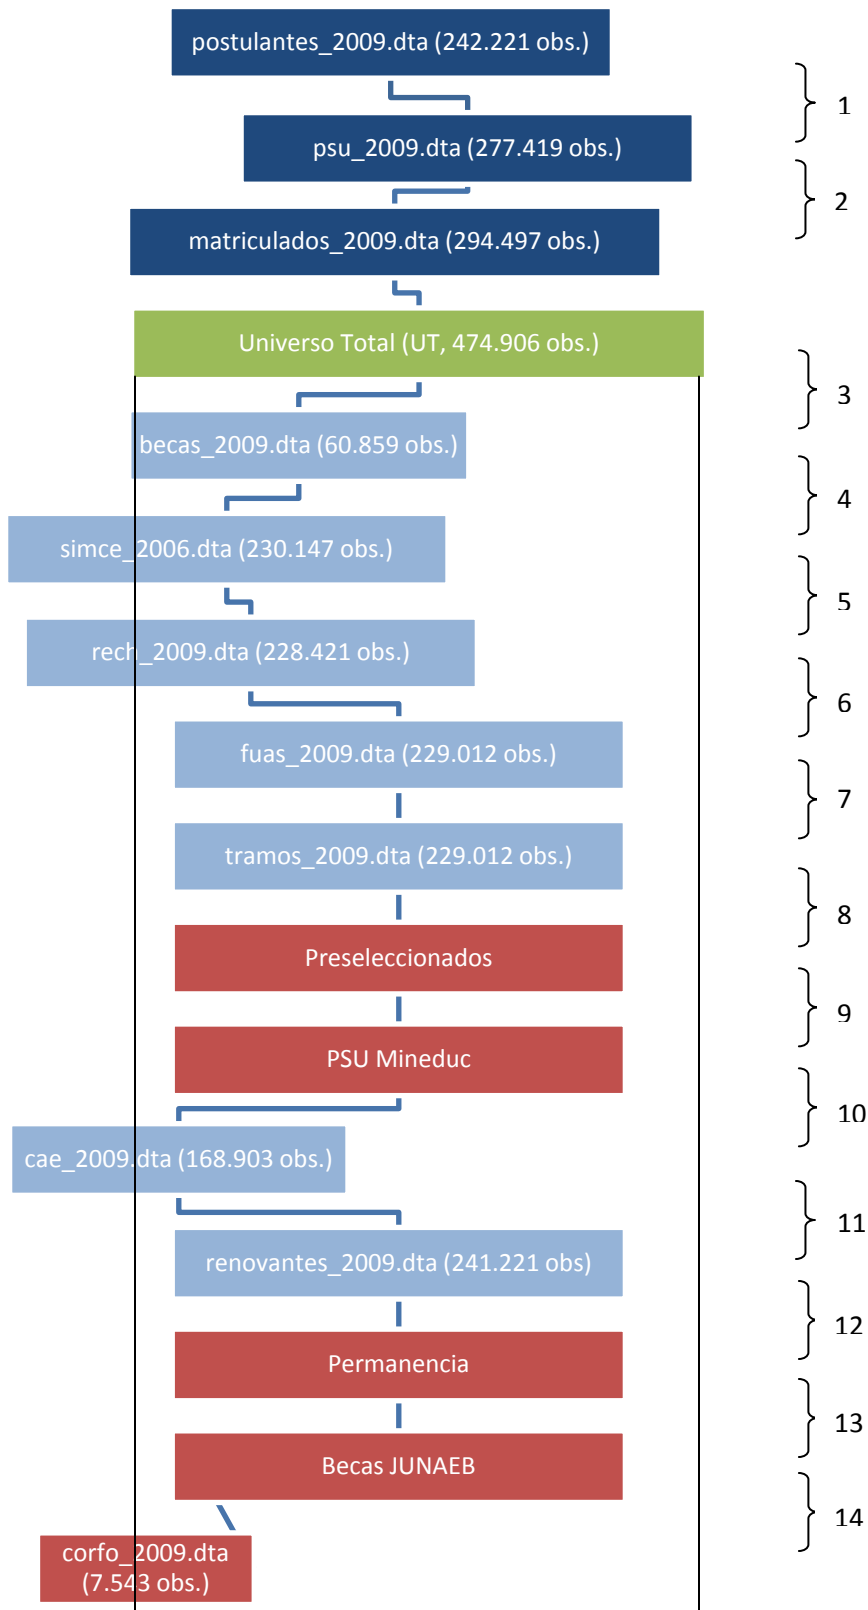 postulantes_2009.dta (242.221 obs.)
1
psu_2009.dta (277.419 obs.)
2
matriculados_2009.dta (294.497 obs.)
Universo Total (UT, 474.906 obs.)
3
becas_2009.dta (60.859 obs.)
4
simce_2006.dta (230.147 obs.)
5
rech_2009.dta (228.421 obs.)
6
fuas_2009.dta (229.012 obs.)
7
tramos_2009.dta (229.012 obs.)
8
Preseleccionados
9
PSU Mineduc
10
cae_2009.dta (168.903 obs.)
11
renovantes_2009.dta (241.221 obs)
12
Permanencia
13
Becas JUNAEB
14
corfo_2009.dta
(7.543 obs.)